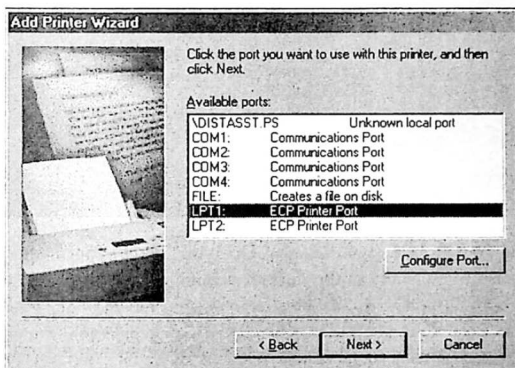 Add Printer Wizard
Click the port you want to use with this printer, and then
click Next.
Available ports:
\DISTASST.PS Unknown local port
COM1: Communications Port
COM2: Communications Port
COM3: Communications Port
COM4: Communications Port
FILE: Creates a file on disk
LPT1: ECP Printer Port
LPT2: ECP Printer Port
Configure Port...
< Back Next > Cancel